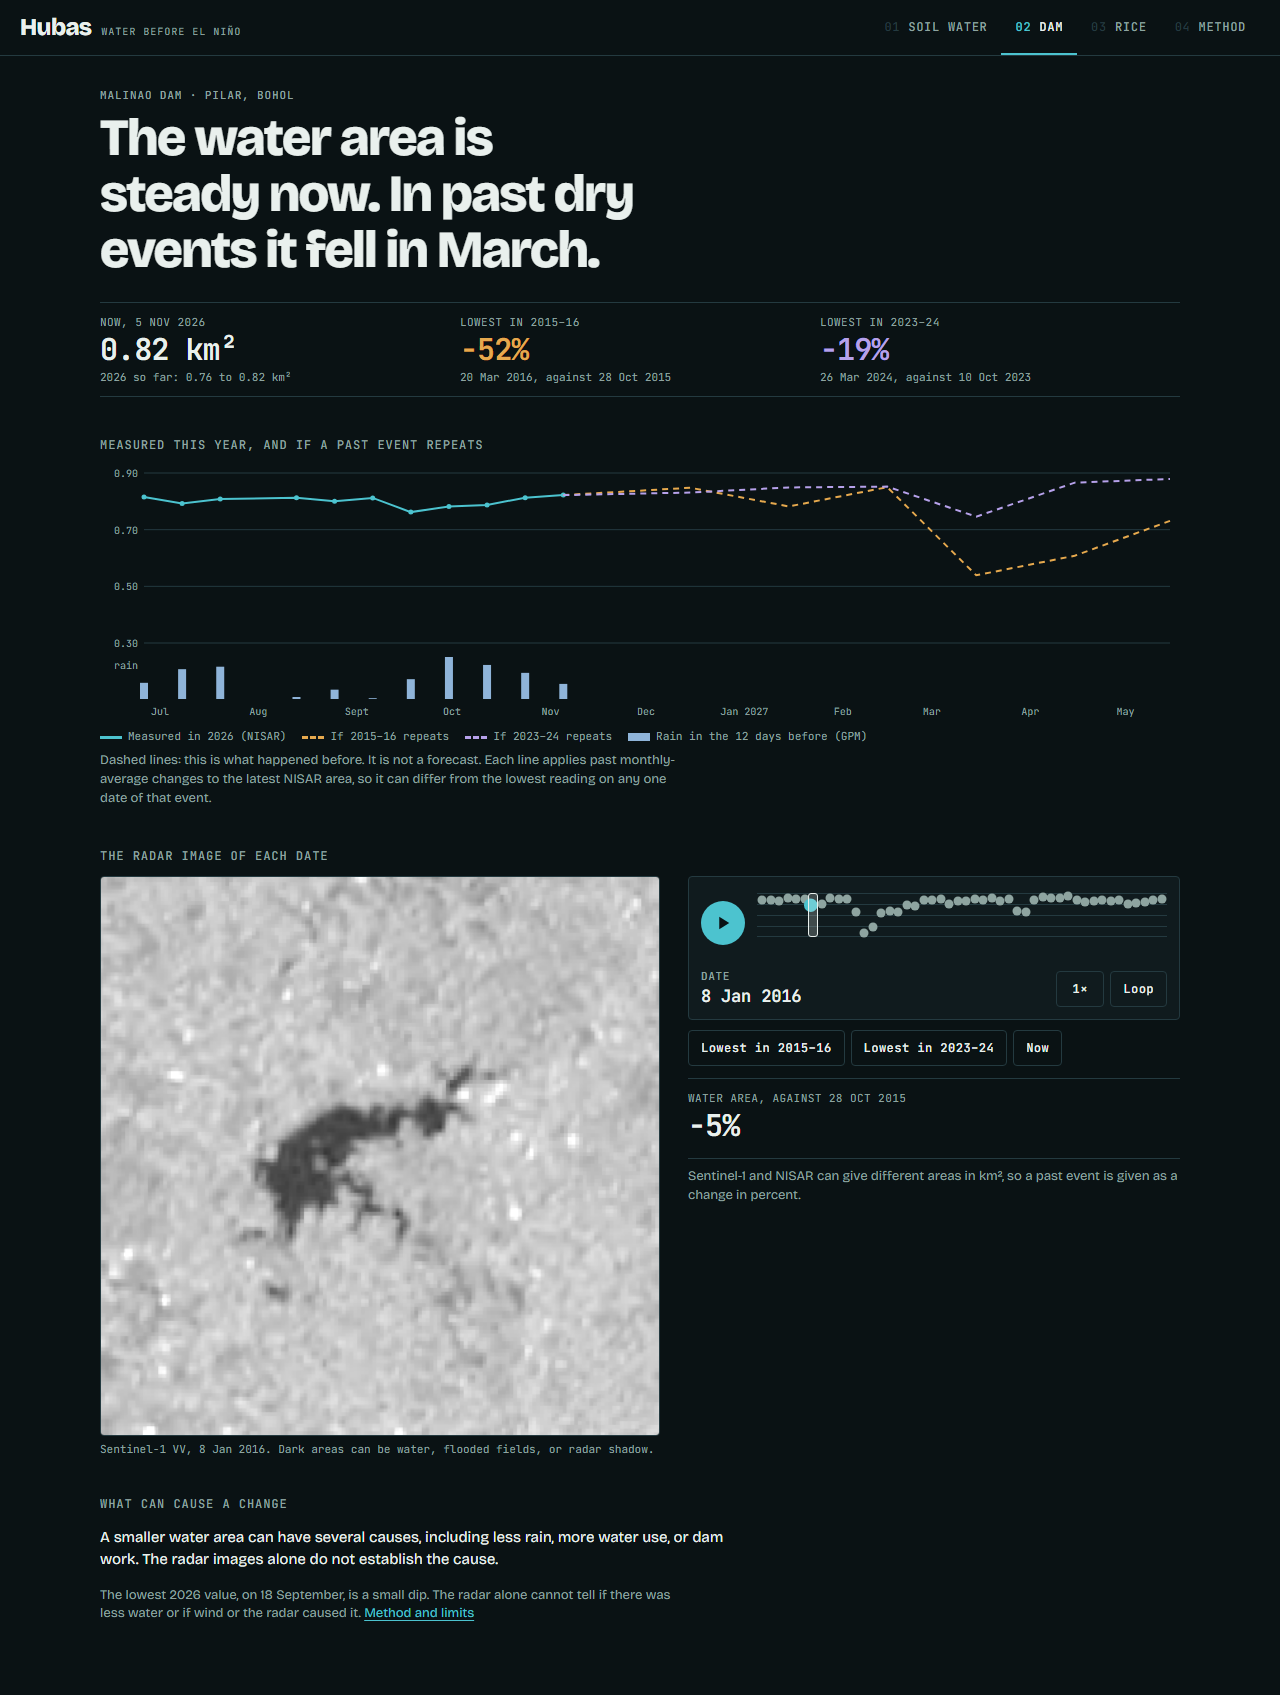 Hubas WATER BEFORE EL NIÑO
01 SOIL WATER
02 DAM
03 RICE
04 METHOD
MALINAO DAM · PILAR, BOHOL
The water area is
steady now. In past dry
events it fell in March.
NOW, 5 NOV 2026
0.82 km²
2026 so far: 0.76 to 0.82 km²
LOWEST IN 2015–16
-52%
20 Mar 2016, against 28 Oct 2015
LOWEST IN 2023–24
-19%
26 Mar 2024, against 10 Oct 2023
MEASURED THIS YEAR, AND IF A PAST EVENT REPEATS
0.90
0.70
0.50
0.30
rain
Jul Aug Sept Oct Nov Dec Jan 2027 Feb Mar Apr May
Measured in 2026 (NISAR) If 2015–16 repeats If 2023–24 repeats Rain in the 12 days before (GPM)
Dashed lines: this is what happened before. It is not a forecast. Each line applies past monthly-
average changes to the latest NISAR area, so it can differ from the lowest reading on any one
date of that event.
THE RADAR IMAGE OF EACH DATE
DATE
8 Jan 2016
1×
Loop
Lowest in 2015–16
Lowest in 2023–24
Now
WATER AREA, AGAINST 28 OCT 2015
-5%
Sentinel-1 and NISAR can give different areas in km², so a past event is given as a
change in percent.
Sentinel-1 VV, 8 Jan 2016. Dark areas can be water, flooded fields, or radar shadow.
WHAT CAN CAUSE A CHANGE
A smaller water area can have several causes, including less rain, more water use, or dam
work. The radar images alone do not establish the cause.
The lowest 2026 value, on 18 September, is a small dip. The radar alone cannot tell if there was
less water or if wind or the radar caused it. Method and limits